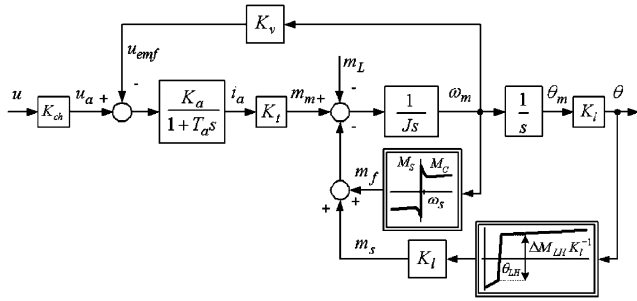 K_v
u_emf
m_L
u
K_ch
u_a
+
-
K_a
1 + T_a s
i_a
K_t
m_m
+
-
-
1
Js
ω_m
1
s
θ_m
K_l
θ
m_f
+
+
M_S
M_C
ω_S
m_s
K_l
θ_LH
ΔM_LH K_l^-1